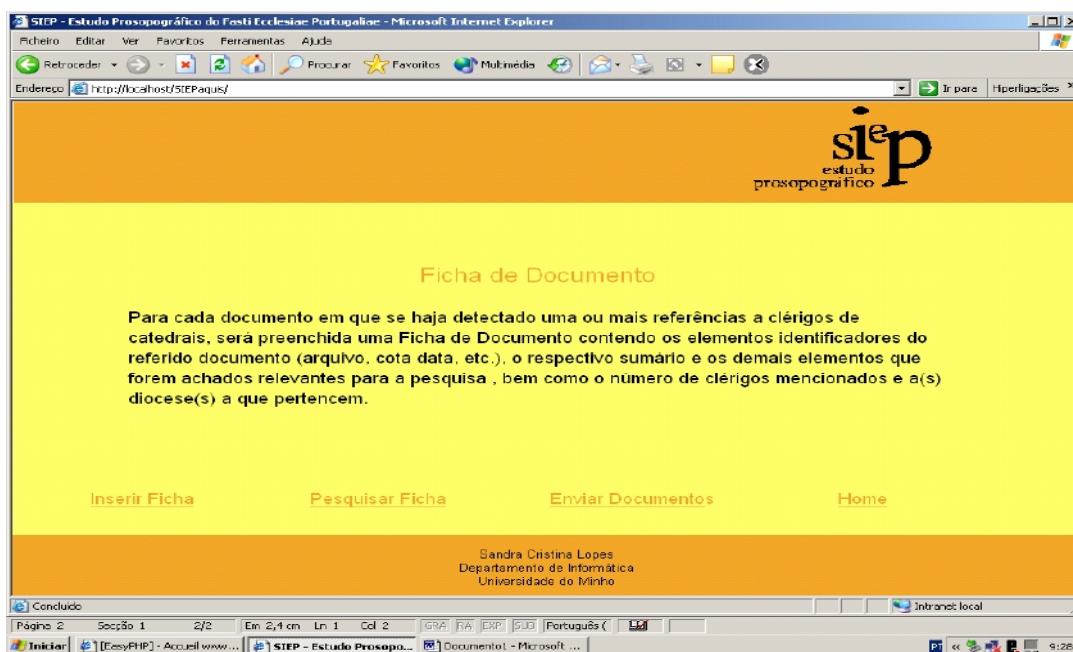 SIEP - Estudo Prosopográfico do Fasti Ecclesiae Portugaliae - Microsoft Internet Explorer
Ficheiro Editar Ver Favoritos Ferramentas Ajuda
Retroceder Procurar Favoritos Multimédia
Endereço http://localhost/SIEPaquis/ Ir para Hiperligações
siep
estudo
prosopográfico
Ficha de Documento
Para cada documento em que se haja detectado uma ou mais referências a clérigos de
catedrais, será preenchida uma Ficha de Documento contendo os elementos identificadores do
referido documento (arquivo, cota data, etc.), o respectivo sumário e os demais elementos que
forem achados relevantes para a pesquisa , bem como o número de clérigos mencionados e a(s)
diocese(s) a que pertencem.
Inserir Ficha Pesquisar Ficha Enviar Documentos Home
Sandra Cristina Lopes
Departamento de Informática
Universidade do Minho
Concluído Intranet local
Página 2 Secção 1 2/2 Em 2,4 cm Ln 1 Col 2 GRA RA EXP SUB Português (
Iniciar [EasyPHP] - Accueil www... SIEP - Estudo Prosopo... Documento1 - Microsoft ... PT « 9:28